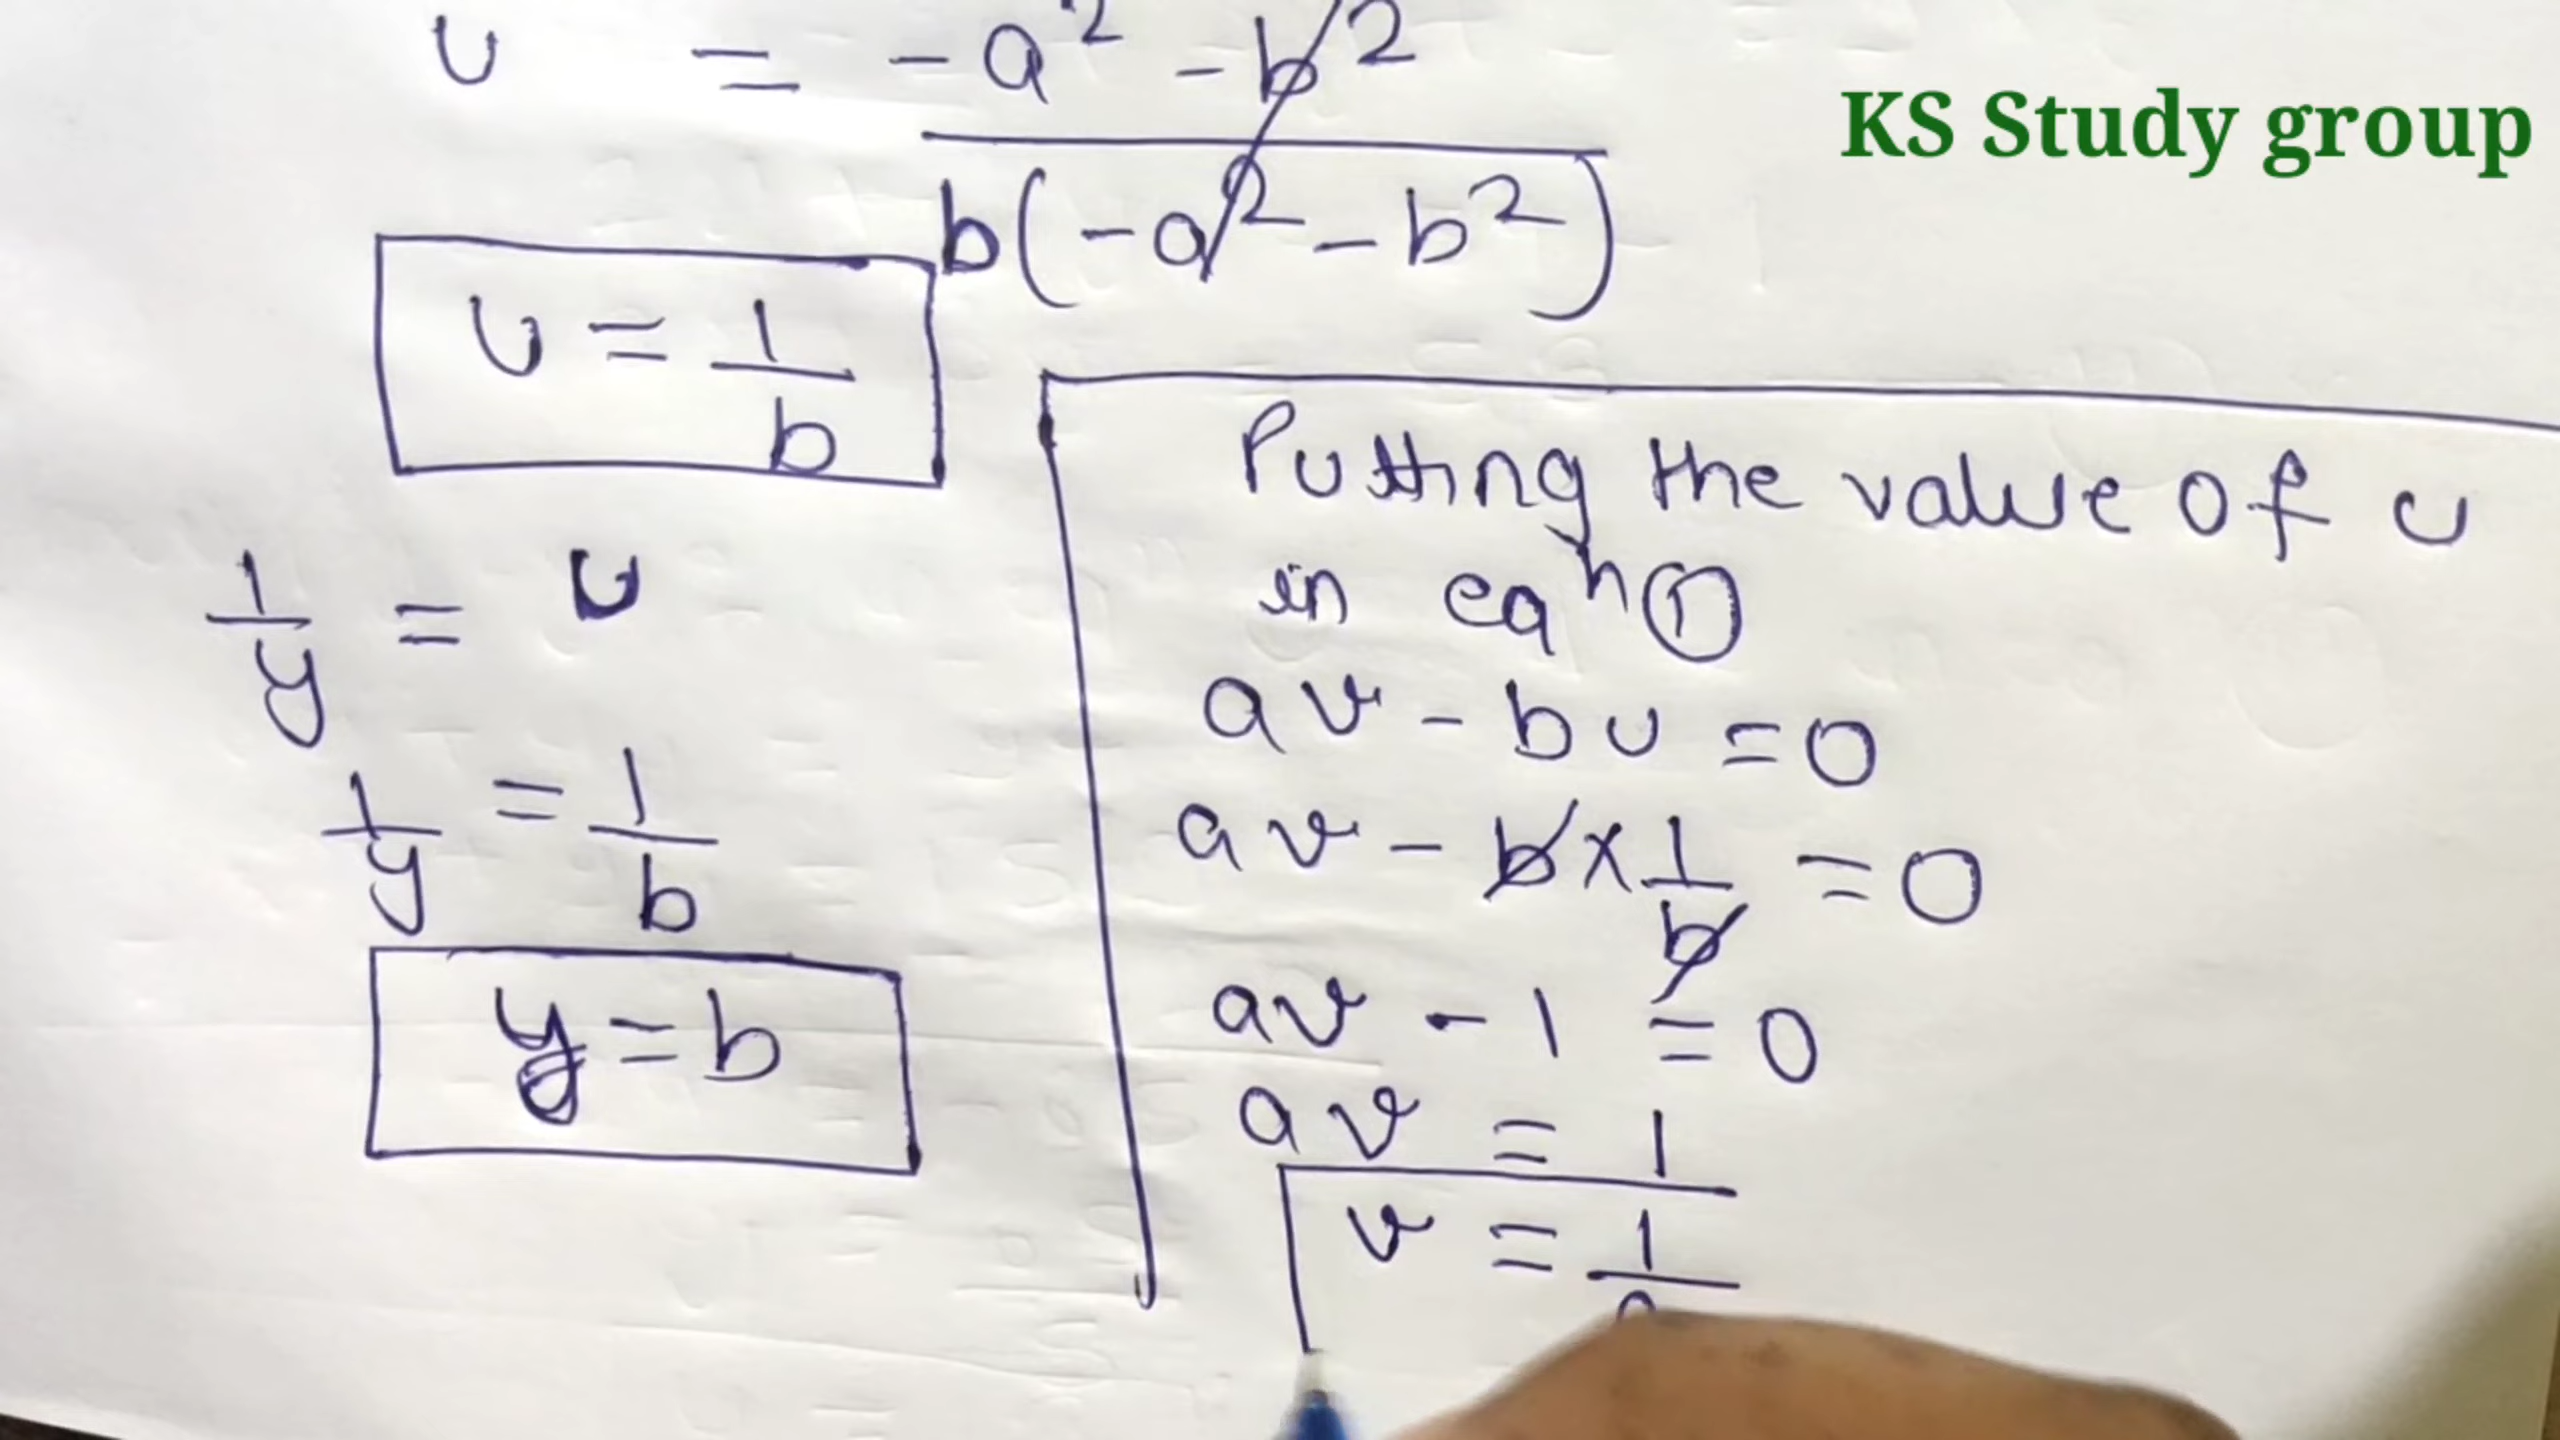 u = -a² - b²
b(-a² - b²)
KS Study group
u = 1/b
1/y = u
1/y = 1/b
y = b
Putting the value of u
in eqn ①
av - bu = 0
av - b × 1/b = 0
av - 1 = 0
av = 1
v = 1/